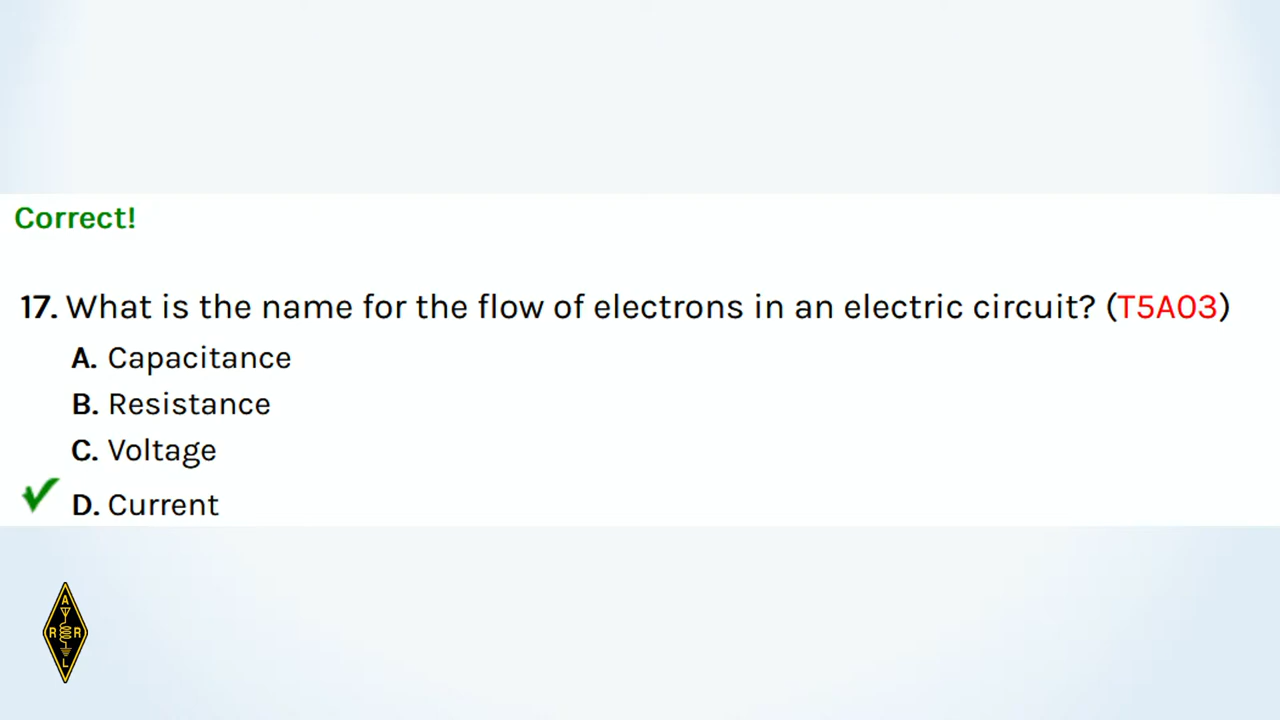 Correct!
17. What is the name for the flow of electrons in an electric circuit? (T5A03)
A. Capacitance
B. Resistance
C. Voltage
D. Current
A
R R
L